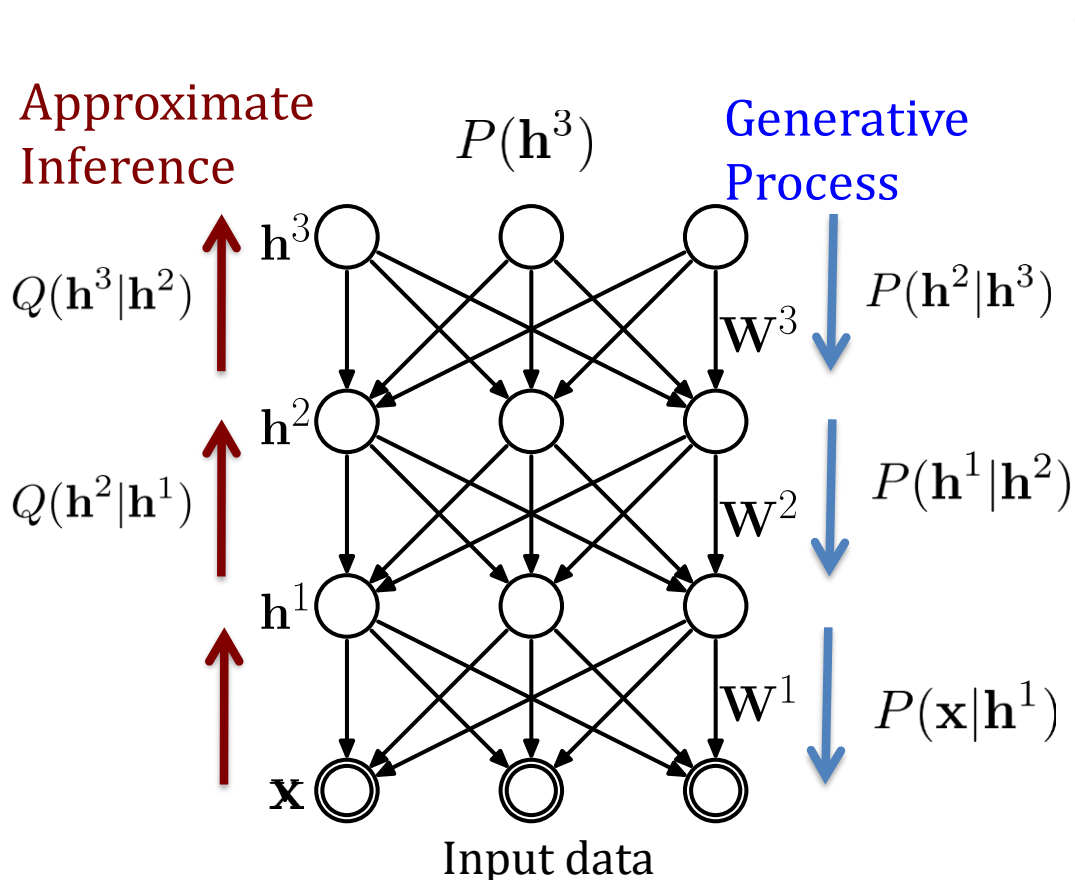 Approximate
Inference
P(h³)
Generative
Process
h³
Q(h³|h²)
P(h²|h³)
W³
h²
Q(h²|h¹)
P(h¹|h²)
W²
h¹
W¹
P(x|h¹)
x
Input data